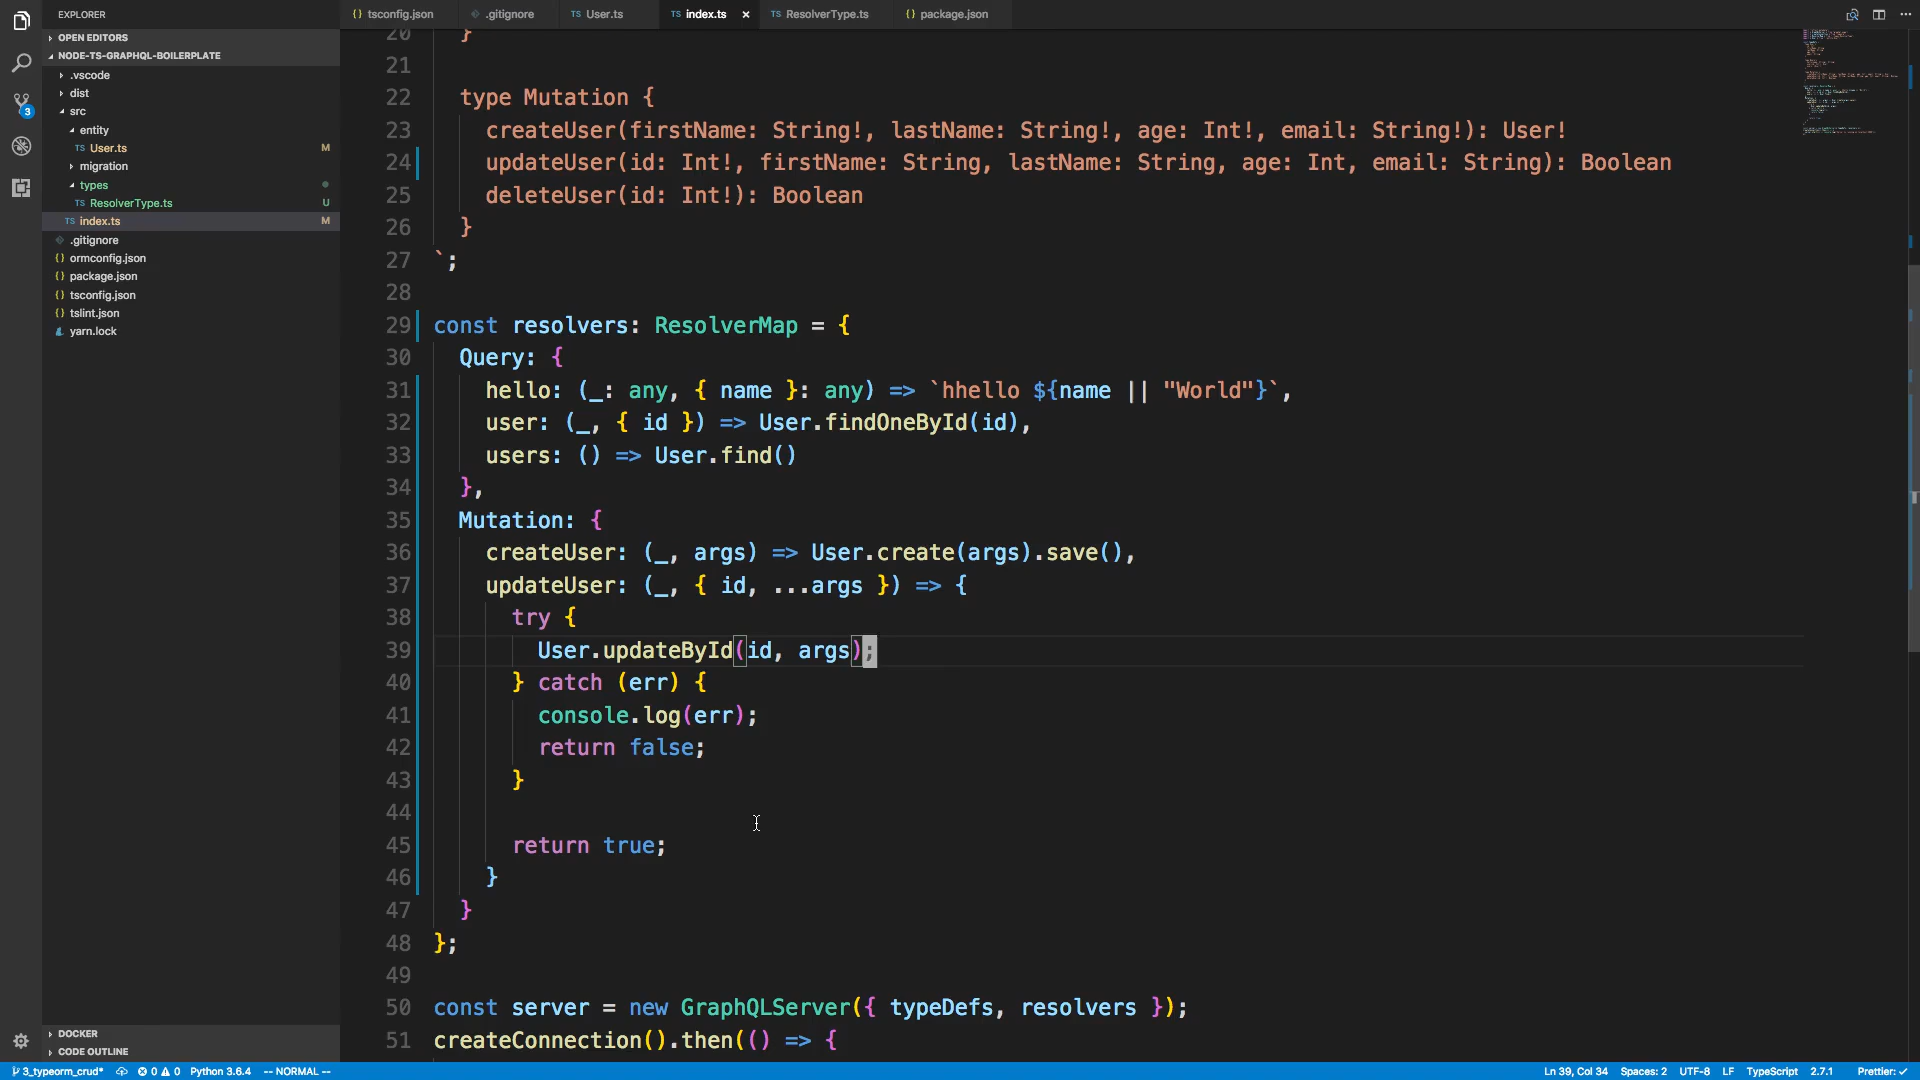 EXPLORER
OPEN EDITORS
NODE-TS-GRAPHQL-BOILERPLATE
.vscode
dist
src
entity
TS User.ts M
migration
types
TS ResolverType.ts U
TS index.ts M
.gitignore
{} ormconfig.json
{} package.json
{} tsconfig.json
{} tslint.json
yarn.lock
DOCKER
CODE OUTLINE
3
{} tsconfig.json
.gitignore
TS User.ts
TS index.ts ×
TS ResolverType.ts
{} package.json
20 }
21
22 type Mutation {
23 createUser(firstName: String!, lastName: String!, age: Int!, email: String!): User!
24 updateUser(id: Int!, firstName: String, lastName: String, age: Int, email: String): Boolean
25 deleteUser(id: Int!): Boolean
26 }
27 `;
28
29 const resolvers: ResolverMap = {
30 Query: {
31 hello: (_: any, { name }: any) => `hhello ${name || "World"}`,
32 user: (_, { id }) => User.findOneById(id),
33 users: () => User.find()
34 },
35 Mutation: {
36 createUser: (_, args) => User.create(args).save(),
37 updateUser: (_, { id, ...args }) => {
38 try {
39 User.updateById(id, args);
40 } catch (err) {
41 console.log(err);
42 return false;
43 }
44
45 return true;
46 }
47 }
48 };
49
50 const server = new GraphQLServer({ typeDefs, resolvers });
51 createConnection().then(() => {
3_typeorm_crud* 0 0 Python 3.6.4 -- NORMAL -- Ln 39, Col 34 Spaces: 2 UTF-8 LF TypeScript 2.7.1 Prettier: ✓